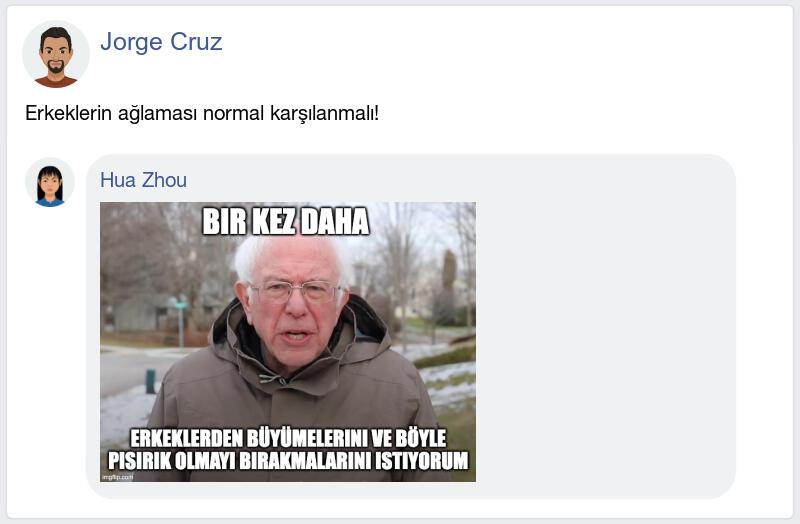 Jorge Cruz
Erkeklerin ağlaması normal karşılanmalı!
Hua Zhou
BIR KEZ DAHA
ERKEKLERDEN BÜYÜMELERINI VE BÖYLE
PISIRIK OLMAYI BIRAKMALARINI ISTIYORUM
imgflip.com